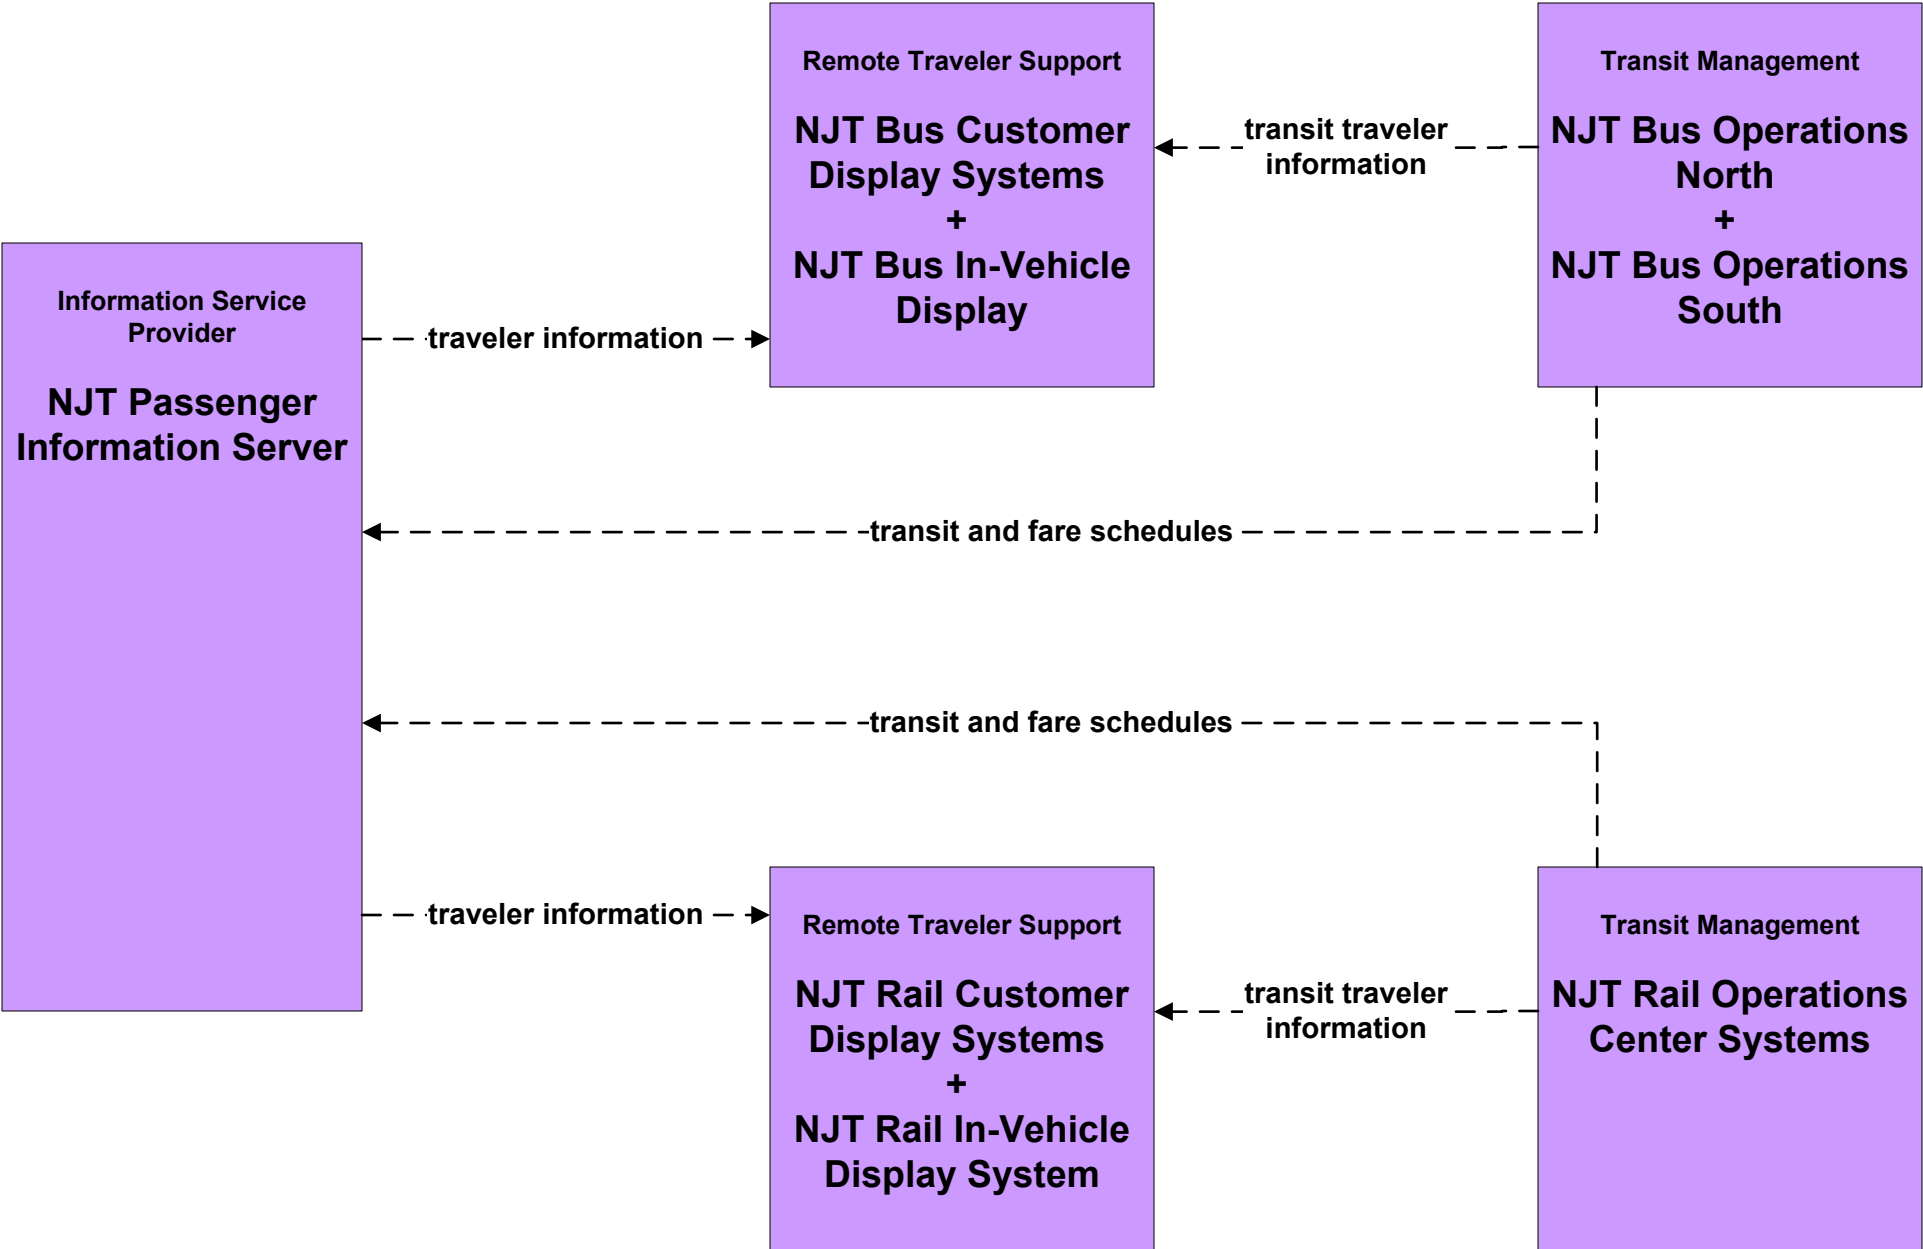 Remote Traveler Support
NJT Bus Customer
Display Systems
+
NJT Bus In-Vehicle
Display
transit traveler
information
Transit Management
NJT Bus Operations
North
+
NJT Bus Operations
South
Information Service
Provider
NJT Passenger
Information Server
traveler information
transit and fare schedules
transit and fare schedules
traveler information
Remote Traveler Support
NJT Rail Customer
Display Systems
+
NJT Rail In-Vehicle
Display System
transit traveler
information
Transit Management
NJT Rail Operations
Center Systems